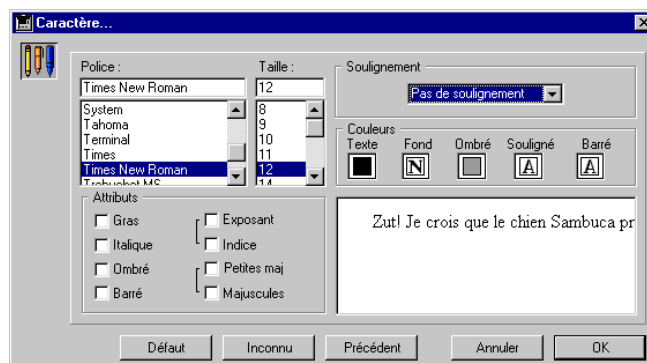 Caractère...
Police :
Times New Roman
System
Tahoma
Terminal
Times
Times New Roman
Trebuchet MS
Taille :
12
8
9
10
11
12
14
Soulignement
Pas de soulignement
Couleurs
Texte Fond Ombré Souligné Barré
N A A
Attributs
Gras
Italique
Ombré
Barré
Exposant
Indice
Petites maj
Majuscules
Zut! Je crois que le chien Sambuca pr
Défaut Inconnu Précédent Annuler OK